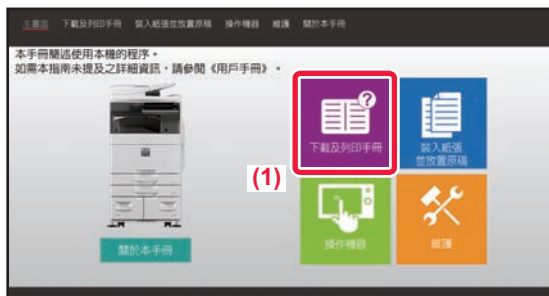 主畫面 下載及列印手冊 裝入紙張並放置原稿 操作機器 維護 關於本手冊
本手冊簡述使用本機的程序。
如需本指南未提及之詳細資訊，請參閱《用戶手冊》。
下載及列印手冊
裝入紙張
並放置原稿
(1)
操作機器
維護
關於本手冊